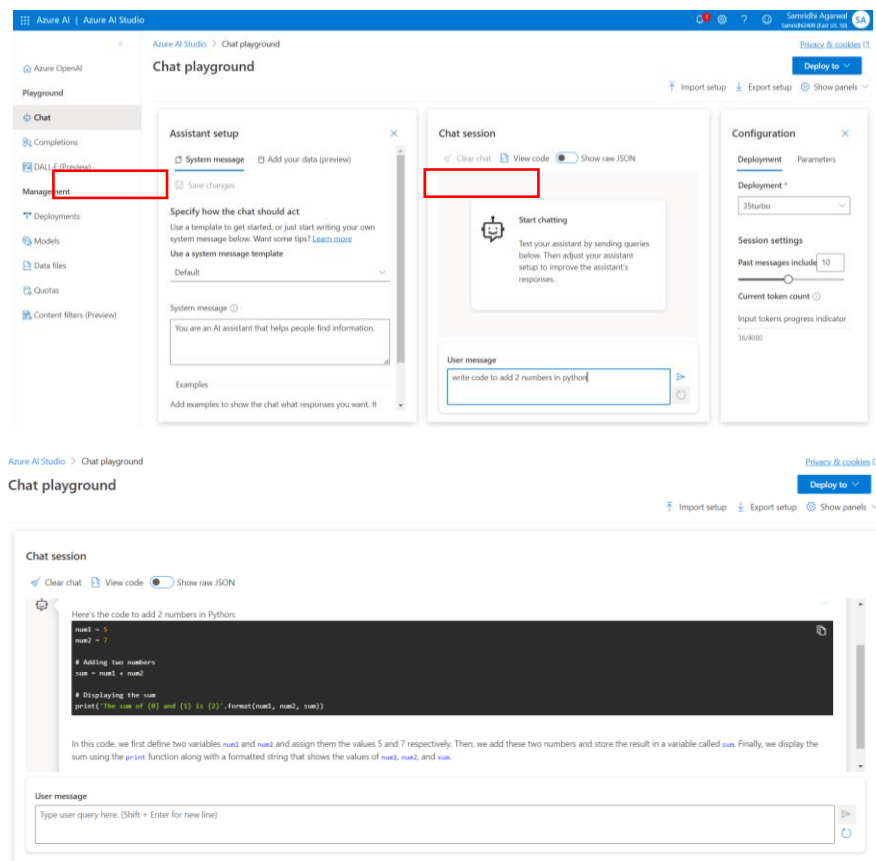 Azure AI | Azure AI Studio
Samridhi Agarwal
SA
Azure AI Studio > Chat playground
Privacy & cookies
Azure OpenAI
Chat playground
Deploy to
Playground
Import setup
Export setup
Show panels
Chat
Completions
DALL-E (Preview)
Management
Deployments
Models
Data files
Quotas
Content filters (Preview)
Assistant setup
System message
Add your data (preview)
Save changes
Specify how the chat should act
Use a template to get started, or just start writing your own
system message below. Want some tips? Learn more
Use a system message template
Default
System message
You are an AI assistant that helps people find information.
Examples
Add examples to show the chat what responses you want. It
Chat session
Clear chat
View code
Show raw JSON
Start chatting
Test your assistant by sending queries
below. Then adjust your assistant
setup to improve the assistant's
responses.
User message
write code to add 2 numbers in python
Configuration
Deployment
Parameters
Deployment *
35turbo
Session settings
Past messages include
10
Current token count
Input tokens progress indicator
36/4000
Azure AI Studio > Chat playground
Privacy & cookies
Chat playground
Deploy to
Import setup
Export setup
Show panels
Chat session
Clear chat
View code
Show raw JSON
Here's the code to add 2 numbers in Python:
num1 = 5
num2 = 7
# Adding two numbers
sum = num1 + num2
# Displaying the sum
print('The sum of {0} and {1} is {2}'.format(num1, num2, sum))
In this code, we first define two variables num1 and num2 and assign them the values 5 and 7 respectively. Then, we add these two numbers and store the result in a variable called sum. Finally, we display the
sum using the print function along with a formatted string that shows the values of num1, num2, and sum.
User message
Type user query here. (Shift + Enter for new line)